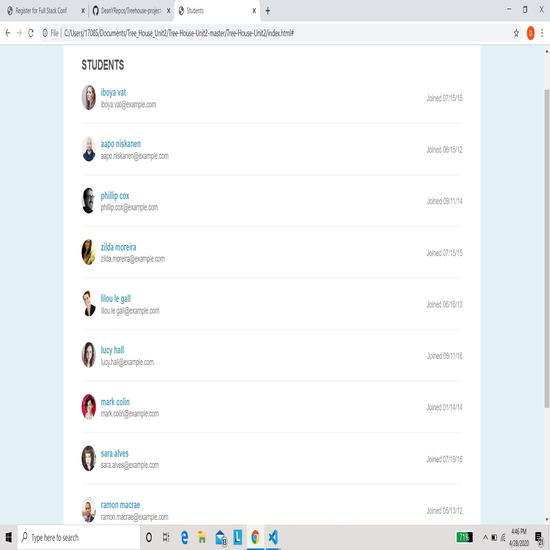 Register for Full Stack Conf
DeanYRepos/Treehouse-project
Students
File
C:/Users/17085/Documents/Tree_House_Unit2/Tree-House-Unit2-master/Tree-House-Unit2/index.html#
D
STUDENTS
iboya vat
iboya.vat@example.com
Joined 07/15/15
aapo niskanen
aapo.niskanen@example.com
Joined 06/15/12
phillip cox
phillip.cox@example.com
Joined 09/11/14
zilda moreira
zilda.moreira@example.com
Joined 07/15/15
lilou le gall
lilou.le gall@example.com
Joined 06/16/13
lucy hall
lucy.hall@example.com
Joined 09/11/16
mark colin
mark.colin@example.com
Joined 01/14/14
sara alves
sara.alves@example.com
Joined 07/19/16
ramon macrae
ramon.macrae@example.com
Joined 05/13/12
Type here to search
L
71%
4:46 PM
4/28/2020